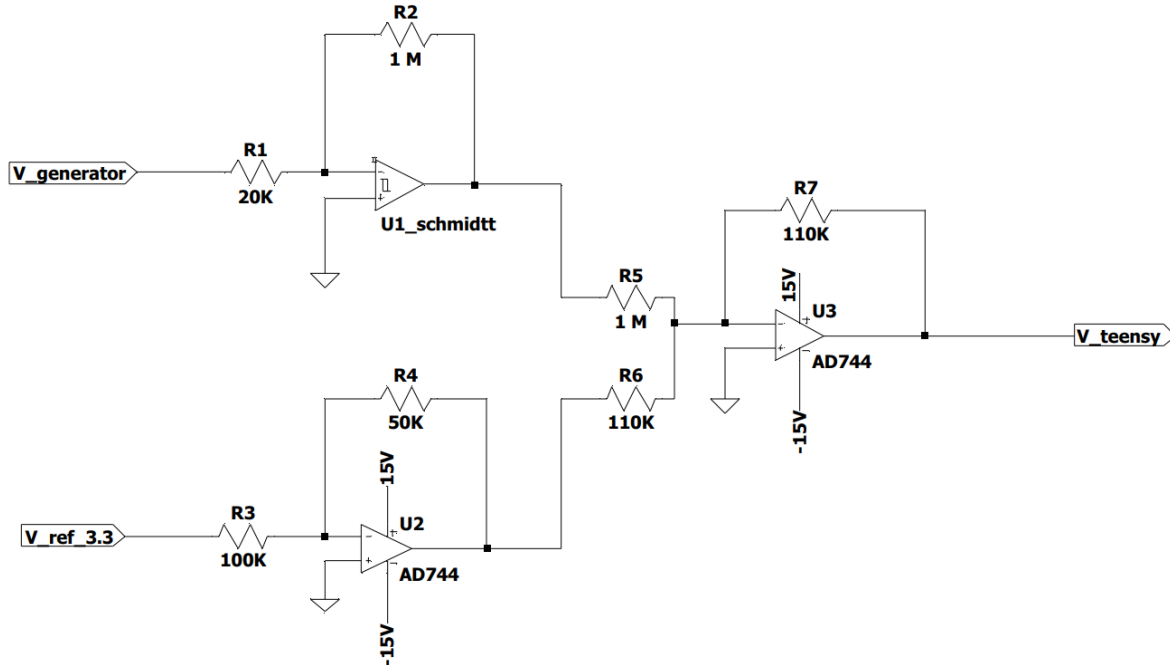 R2
1 M
R1
V_generator
20K
-
+
U1_schmidtt
R7
110K
R5
1 M
15V
+
U3
-
+
V_teensy
AD744
-15V
R4
50K
R6
110K
15V
+
U2
R3
V_ref_3.3
100K
-
+
AD744
-15V